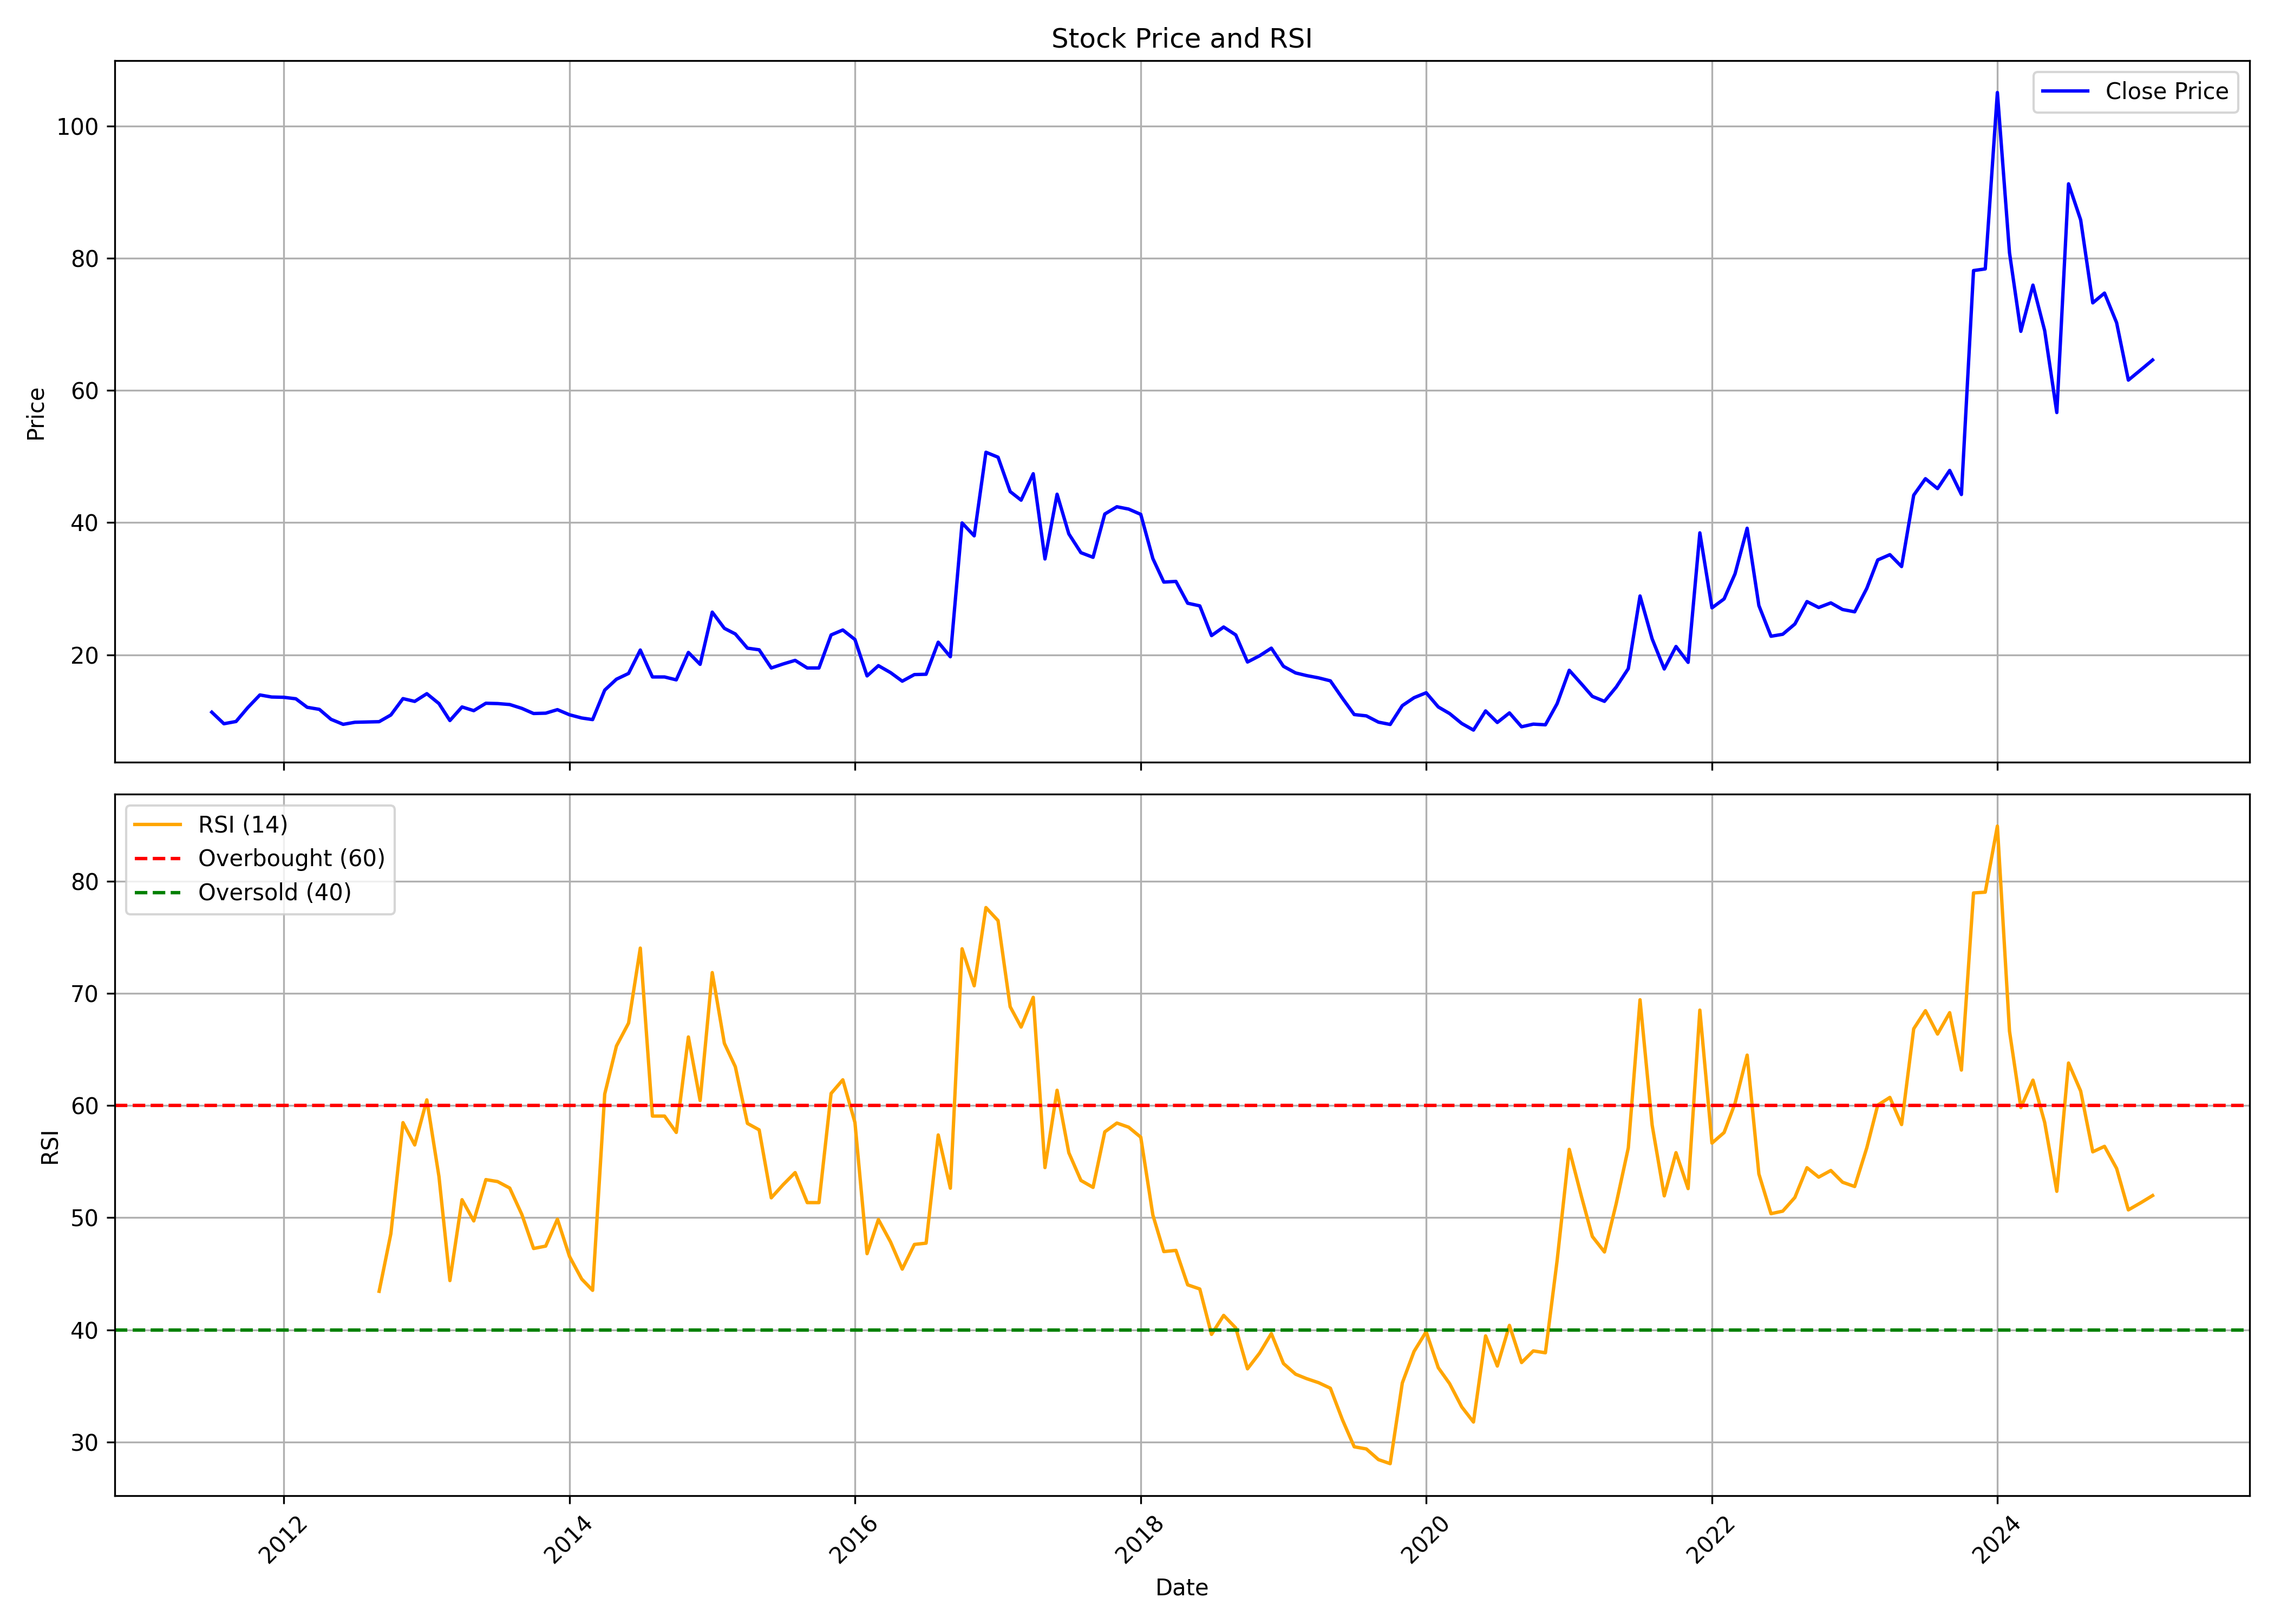 Stock Price and RSI
Close Price
100
80
60
40
20
Price
RSI (14)
Overbought (60)
Oversold (40)
80
70
60
50
40
30
RSI
2012
2014
2016
2018
2020
2022
2024
Date